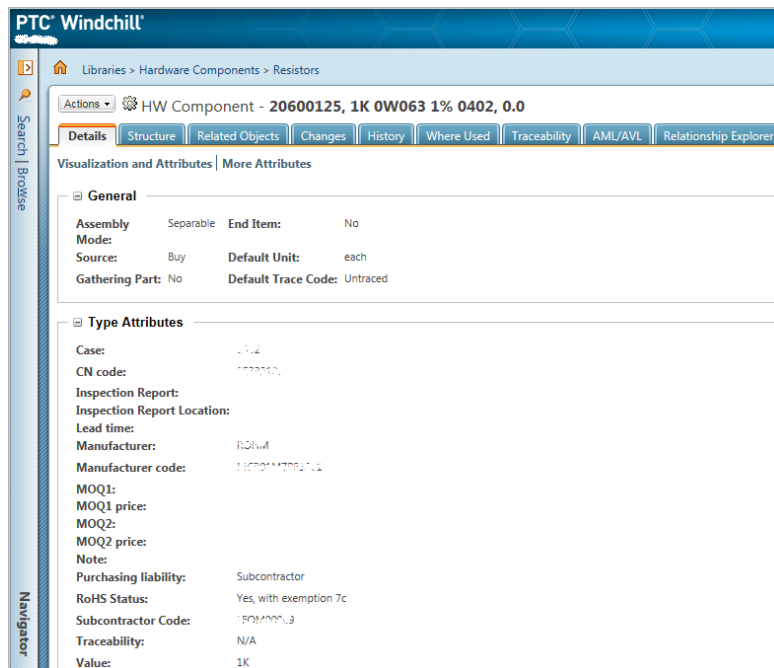 PTC® Windchill®
Libraries > Hardware Components > Resistors
Actions HW Component - 20600125, 1K 0W063 1% 0402, 0.0
Search | Browse
Details Structure Related Objects Changes History Where Used Traceability AML/AVL Relationship Explorer
Visualization and Attributes | More Attributes
General
Assembly Mode: Separable End Item: No
Source: Buy Default Unit: each
Gathering Part: No Default Trace Code: Untraced
Type Attributes
Case:
CN code:
Inspection Report:
Inspection Report Location:
Lead time:
Manufacturer:
Manufacturer code:
MOQ1:
MOQ1 price:
MOQ2:
MOQ2 price:
Note:
Purchasing liability: Subcontractor
RoHS Status: Yes, with exemption 7c
Subcontractor Code:
Traceability: N/A
Value: 1K
Navigator